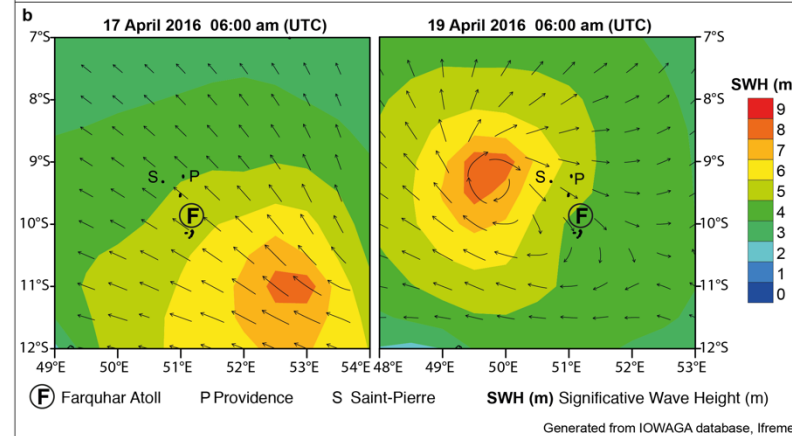 b
17 April 2016 06:00 am (UTC)
19 April 2016 06:00 am (UTC)
7°S
8°S
9°S
10°S
11°S
12°S
S
P
F
49°E 50°E 51°E 52°E 53°E 54°E
7°S
8°S
9°S
10°S
11°S
12°S
S
P
F
48°E 49°E 50°E 51°E 52°E 53°E
SWH (m
9
8
7
6
5
4
3
2
1
0
F Farquhar Atoll P Providence S Saint-Pierre SWH (m) Significative Wave Height (m)
Generated from IOWAGA database, Ifreme